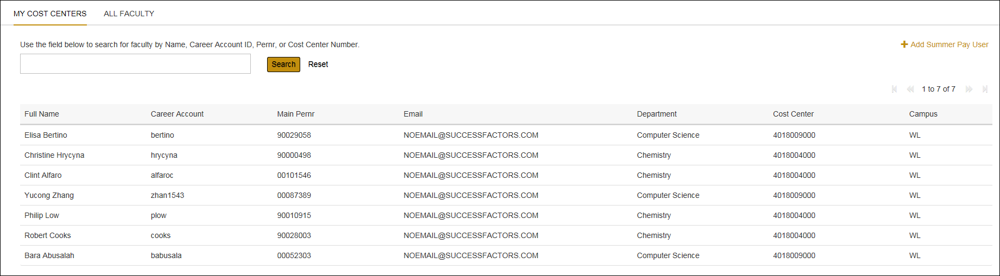 MY COST CENTERS ALL FACULTY
Use the field below to search for faculty by Name, Career Account ID, Pernr, or Cost Center Number.
Add Summer Pay User
Search Reset
1 to 7 of 7
Full Name Career Account Main Pernr Email Department Cost Center Campus
Elisa Bertino bertino 90029058 NOEMAIL@SUCCESSFACTORS.COM Computer Science 4018009000 WL
Christine Hrycyna hrycyna 90000498 NOEMAIL@SUCCESSFACTORS.COM Chemistry 4018004000 WL
Clint Alfaro alfaroc 00101546 NOEMAIL@SUCCESSFACTORS.COM Chemistry 4018004000 WL
Yucong Zhang zhan1543 00087389 NOEMAIL@SUCCESSFACTORS.COM Computer Science 4018009000 WL
Philip Low plow 90010915 NOEMAIL@SUCCESSFACTORS.COM Chemistry 4018004000 WL
Robert Cooks cooks 90028003 NOEMAIL@SUCCESSFACTORS.COM Chemistry 4018004000 WL
Bara Abusalah babusala 00052303 NOEMAIL@SUCCESSFACTORS.COM Computer Science 4018009000 WL